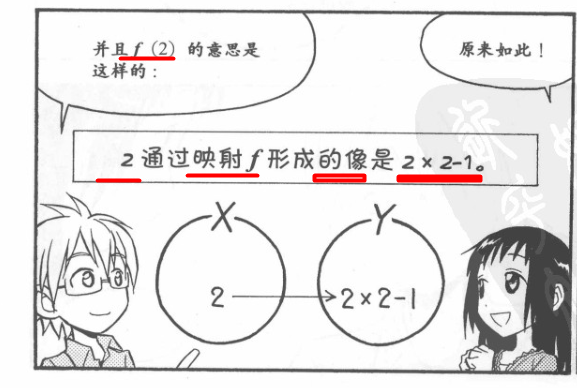 并且 f（2）的意思是
这样的：
原来如此！
2通过映射f形成的像是2×2-1。
X
Y
2
2×2-1